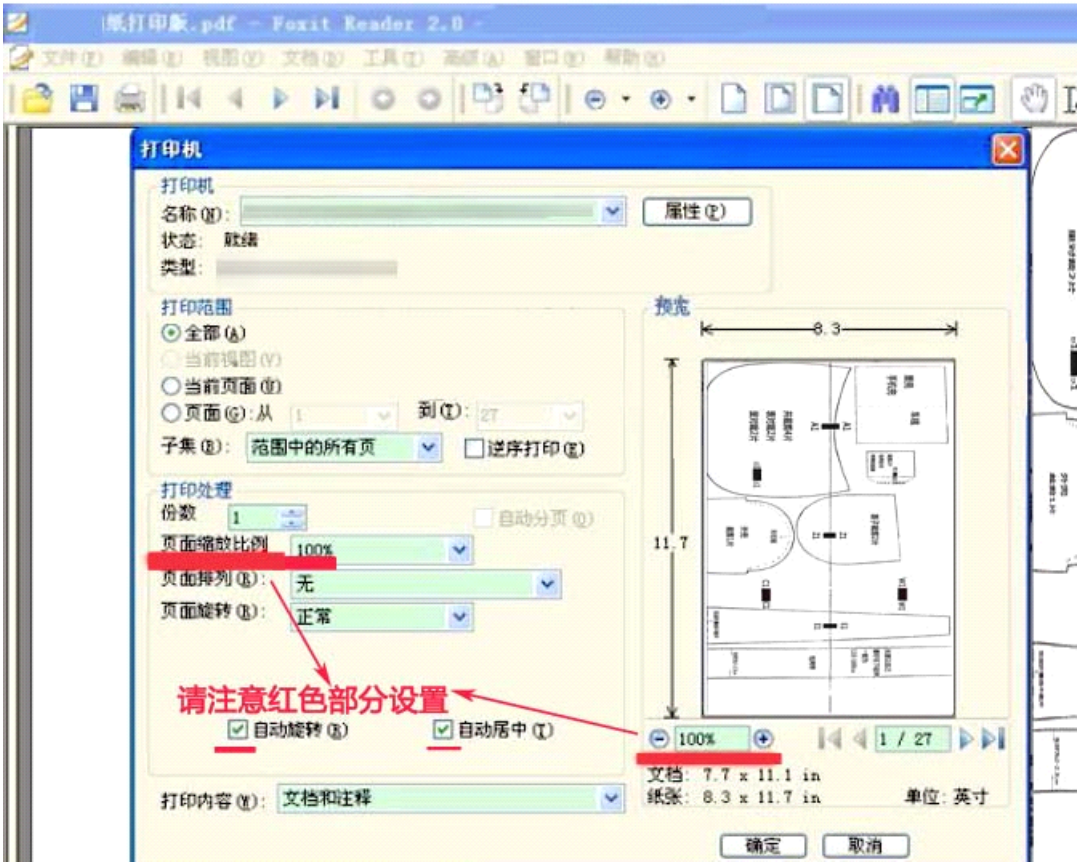 纸打印版.pdf - Foxit Reader 2.0 -
文件(F) 编辑(E) 视图(V) 文档(D) 工具(T) 高级(A) 窗口(W) 帮助(H)
打印机
打印机
名称(N):
属性(P)
状态: 就绪
类型:
打印范围
全部(A)
当前视图(V)
当前页面(U)
页面(G):从 1 到(T): 27
子集(B): 范围中的所有页 逆序打印(E)
打印处理
份数 1 自动分页(O)
页面缩放比例 100%
页面排列(R): 无
页面旋转(R): 正常
请注意红色部分设置
自动旋转(R) 自动居中(I)
打印内容(W): 文档和注释
预览
8.3
11.7
A1 A1
100% 1 / 27
文档: 7.7 x 11.1 in
纸张: 8.3 x 11.7 in 单位: 英寸
确定 取消